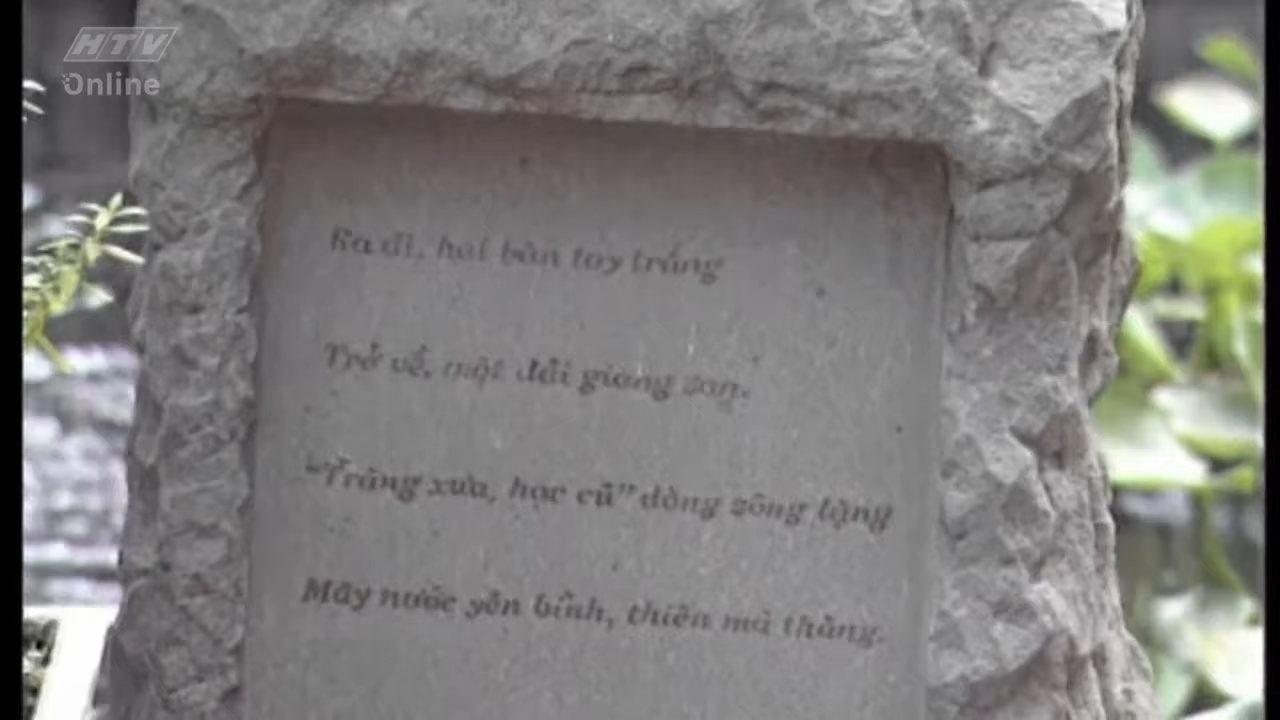 HTV
Online
Ra đi, hai bàn tay trắng
Trở về, một dải giang san.
"Trăng xưa, hạc cũ" dòng sông lặng
Mây nước yên bình, thiên mã thăng.